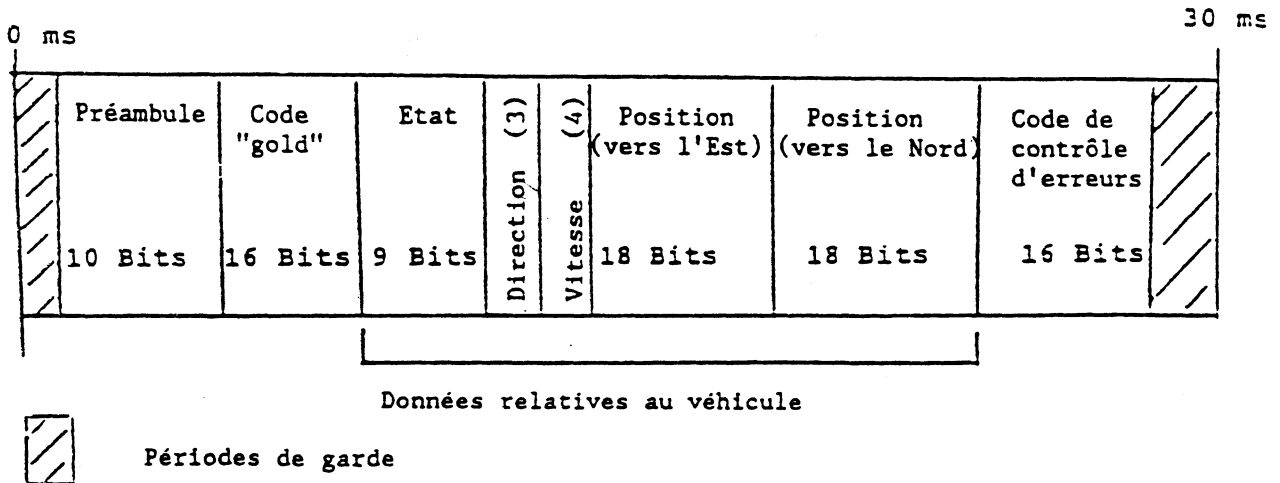 0 ms
30 ms
Préambule
10 Bits
Code
"gold"
16 Bits
Etat
9 Bits
Direction (3)
Vitesse (4)
Position
(vers l'Est)
18 Bits
Position
(vers le Nord)
18 Bits
Code de
contrôle
d'erreurs
16 Bits
Données relatives au véhicule
Périodes de garde